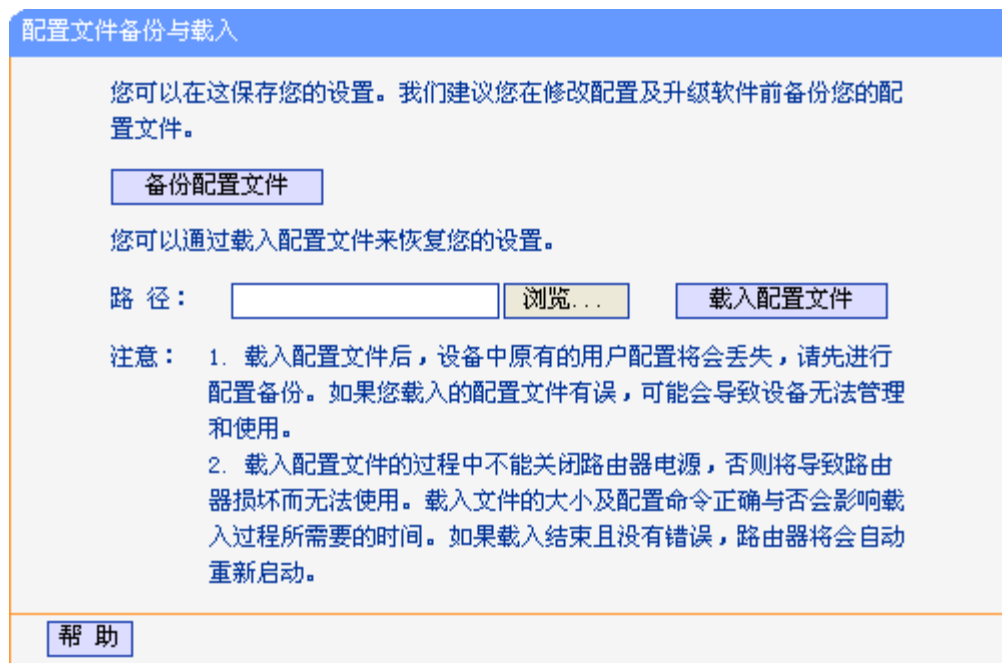 配置文件备份与载入
您可以在这保存您的设置。我们建议您在修改配置及升级软件前备份您的配
置文件。
备份配置文件
您可以通过载入配置文件来恢复您的设置。
路 径： 浏览... 载入配置文件
注意： 1. 载入配置文件后，设备中原有的用户配置将会丢失，请先进行
配置备份。如果您载入的配置文件有误，可能会导致设备无法管理
和使用。
2. 载入配置文件的过程中不能关闭路由器电源，否则将导致路由
器损坏而无法使用。载入文件的大小及配置命令正确与否会影响载
入过程所需要的时间。如果载入结束且没有错误，路由器将会自动
重新启动。
帮 助